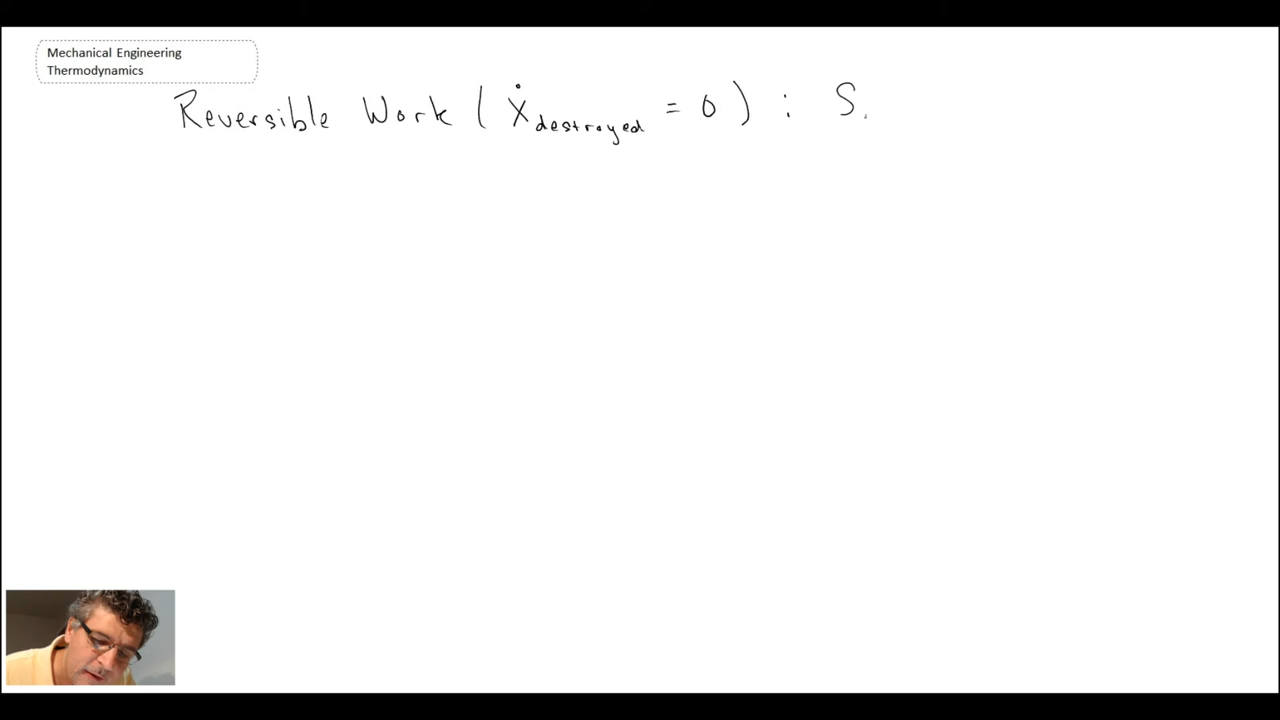 Mechanical Engineering
Thermodynamics
Reversible Work ( Ẋdestroyed = 0 ) : S